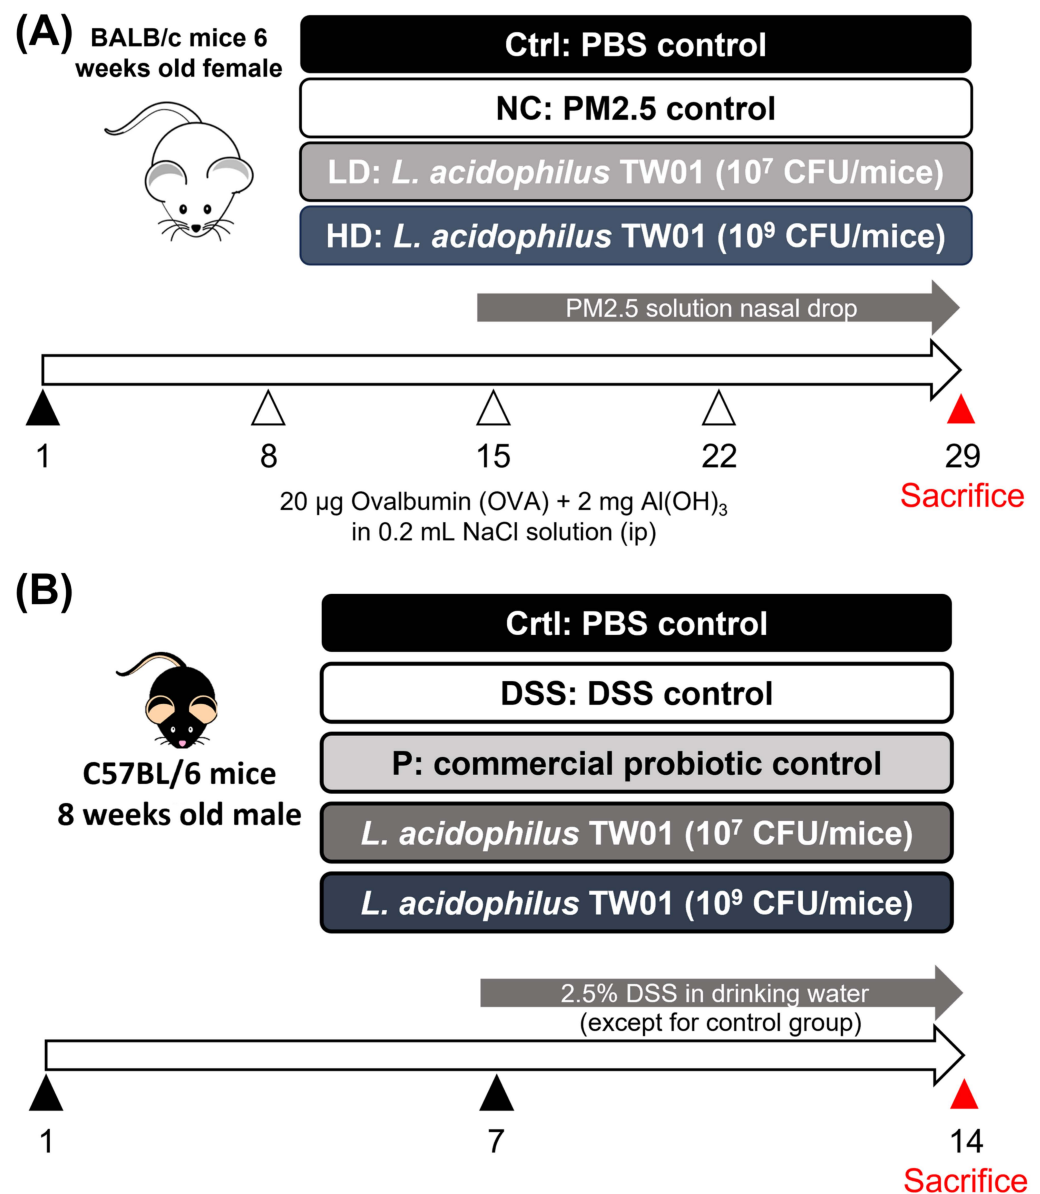 (A)
BALB/c mice 6
weeks old female
Ctrl: PBS control
NC: PM2.5 control
LD: L. acidophilus TW01 (10⁷ CFU/mice)
HD: L. acidophilus TW01 (10⁹ CFU/mice)
PM2.5 solution nasal drop
1
8
15
22
29
Sacrifice
20 μg Ovalbumin (OVA) + 2 mg Al(OH)₃
in 0.2 mL NaCl solution (ip)
(B)
C57BL/6 mice
8 weeks old male
Crtl: PBS control
DSS: DSS control
P: commercial probiotic control
L. acidophilus TW01 (10⁷ CFU/mice)
L. acidophilus TW01 (10⁹ CFU/mice)
2.5% DSS in drinking water
(except for control group)
1
7
14
Sacrifice